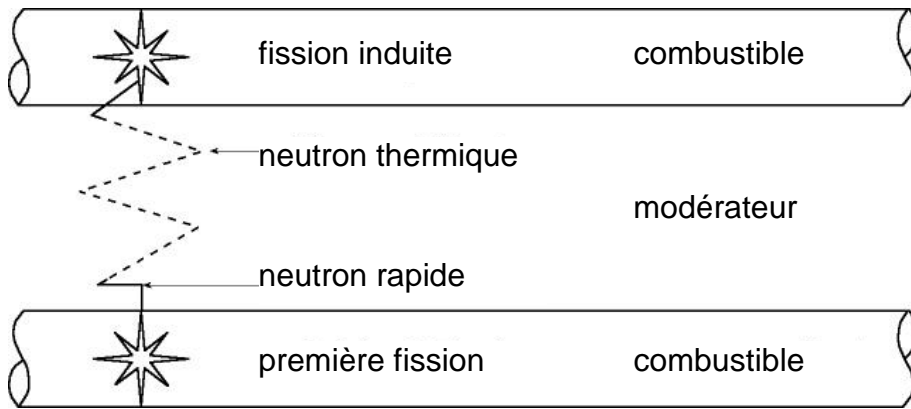 fission induite combustible
neutron thermique
modérateur
neutron rapide
première fission combustible